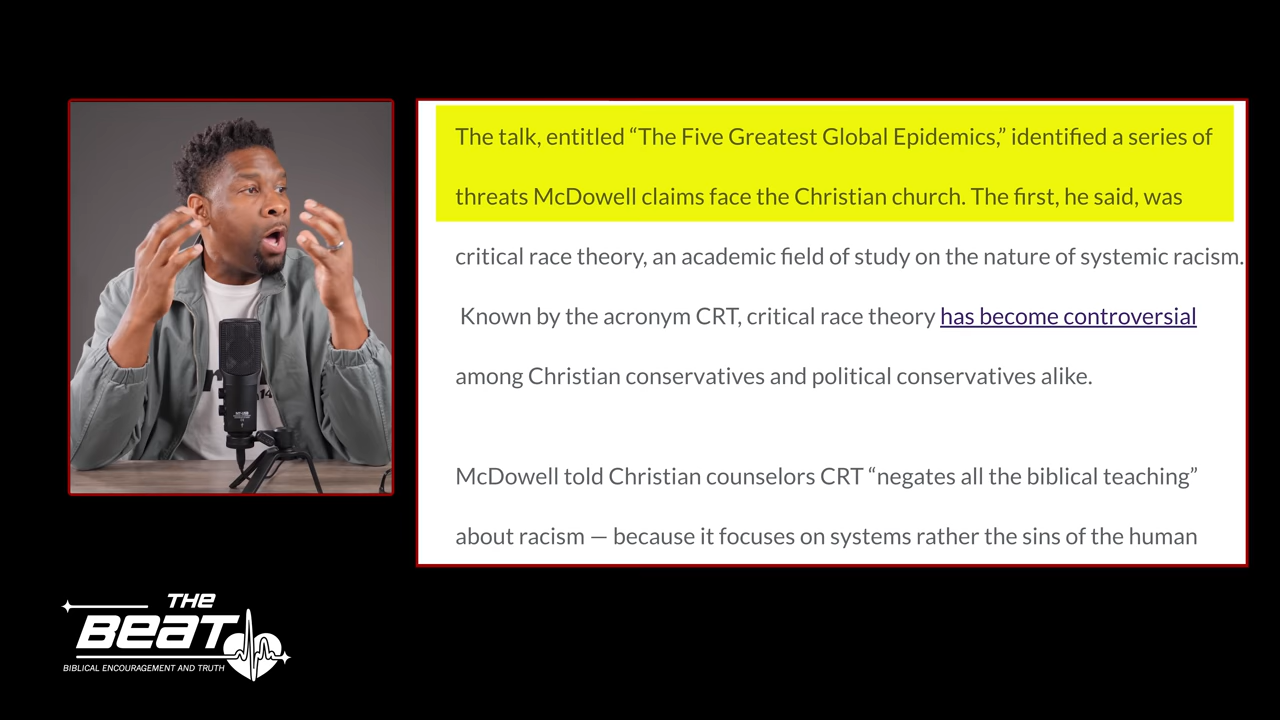 The talk, entitled “The Five Greatest Global Epidemics,” identified a series of
threats McDowell claims face the Christian church. The first, he said, was
critical race theory, an academic field of study on the nature of systemic racism.
Known by the acronym CRT, critical race theory has become controversial
among Christian conservatives and political conservatives alike.
McDowell told Christian counselors CRT “negates all the biblical teaching”
about racism — because it focuses on systems rather the sins of the human
THE
BEAT
BIBLICAL ENCOURAGEMENT AND TRUTH